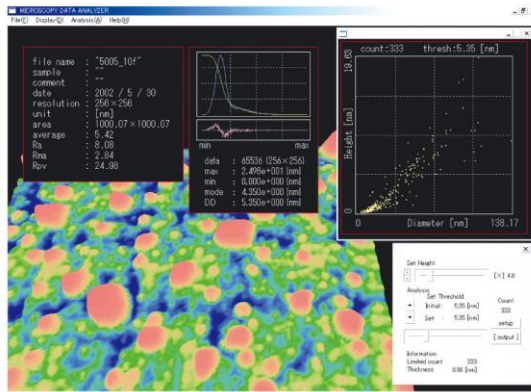 MICROSCOPY DATA ANALYZER
File(F) Display(D) Analysis(A) Help(H)
file name : "5005_10f"
sample : ""
comment : ""
date : 2002 / 5 / 30
resolution : 256×256
unit : [nm]
area : 1000.07×1000.07
average : 5.42
Ra : 8.08
Rma : 2.84
Rpv : 24.98
min max
data : 65536 (256×256)
max : 2.498e+001 [nm]
min : 0.000e+000 [nm]
mode : 4.350e+000 [nm]
DD : 5.350e+000 [nm]
count:333 thresh:5.35 [nm]
19.63
Height [nm]
0
0 Diameter [nm] 138.17
Set Height
[×] 4.8
Analysis
Set Threshold
Initial : 5.35 [nm]
Set : 5.35 [nm]
Count
333
setup
[ output ]
Information
Limited count 333
Thickness 8.98 [nm]